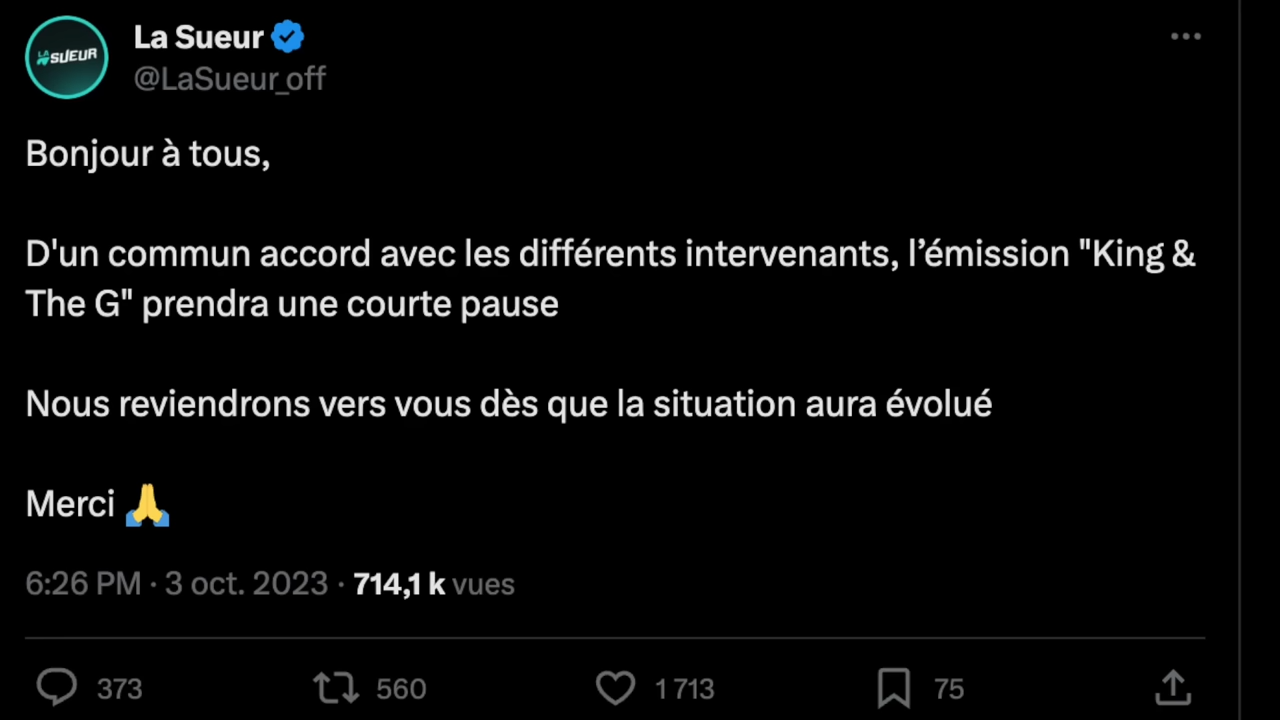 LA SUEUR
La Sueur
@LaSueur_off
Bonjour à tous,
D'un commun accord avec les différents intervenants, l’émission "King &
The G" prendra une courte pause
Nous reviendrons vers vous dès que la situation aura évolué
Merci 🙏
6:26 PM · 3 oct. 2023 · 714,1 k vues
373 560 1 713 75